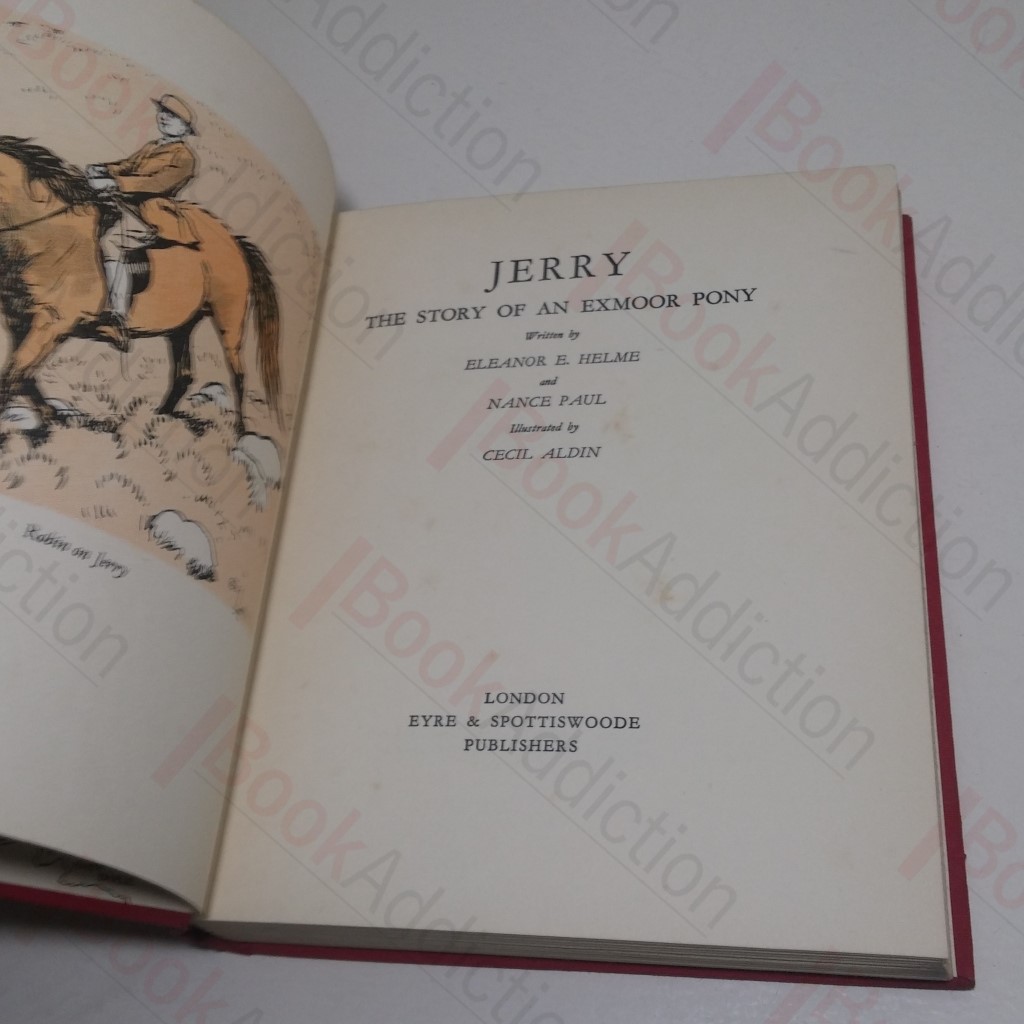 Robin on Jerry
JERRY
THE STORY OF AN EXMOOR PONY
Written by
ELEANOR E. HELME
and
NANCE PAUL
Illustrated by
CECIL ALDIN
LONDON
EYRE & SPOTTISWOODE
PUBLISHERS
BookAddiction